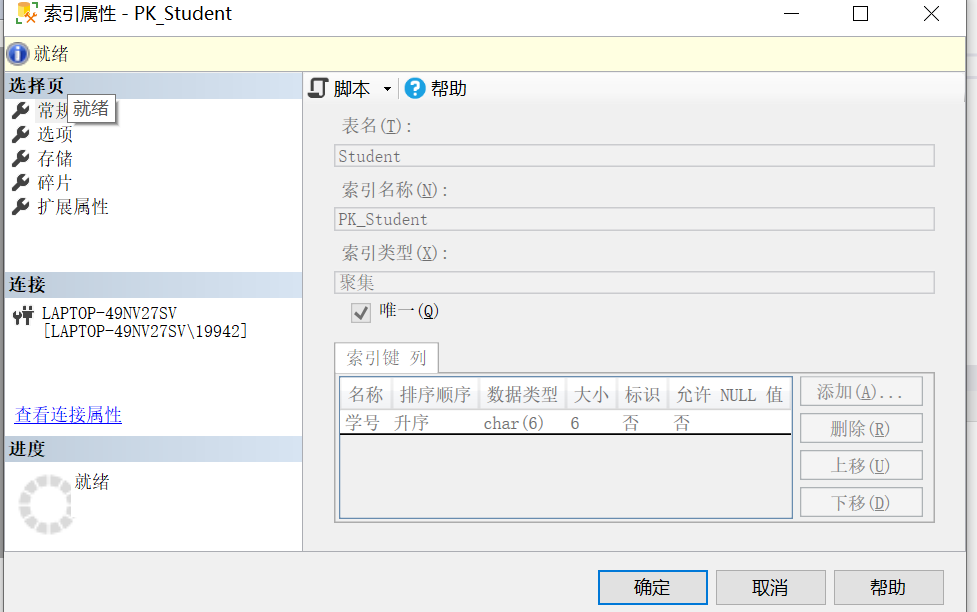 索引属性 - PK_Student
就绪
选择页
常规
就绪
选项
存储
碎片
扩展属性
连接
LAPTOP-49NV27SV
[LAPTOP-49NV27SV\19942]
查看连接属性
进度
就绪
脚本 帮助
表名(T):
Student
索引名称(N):
PK_Student
索引类型(X):
聚集
唯一(Q)
索引键 列
名称 排序顺序 数据类型 大小 标识 允许 NULL 值
学号 升序 char(6) 6 否 否
添加(A)...
删除(R)
上移(U)
下移(D)
确定 取消 帮助